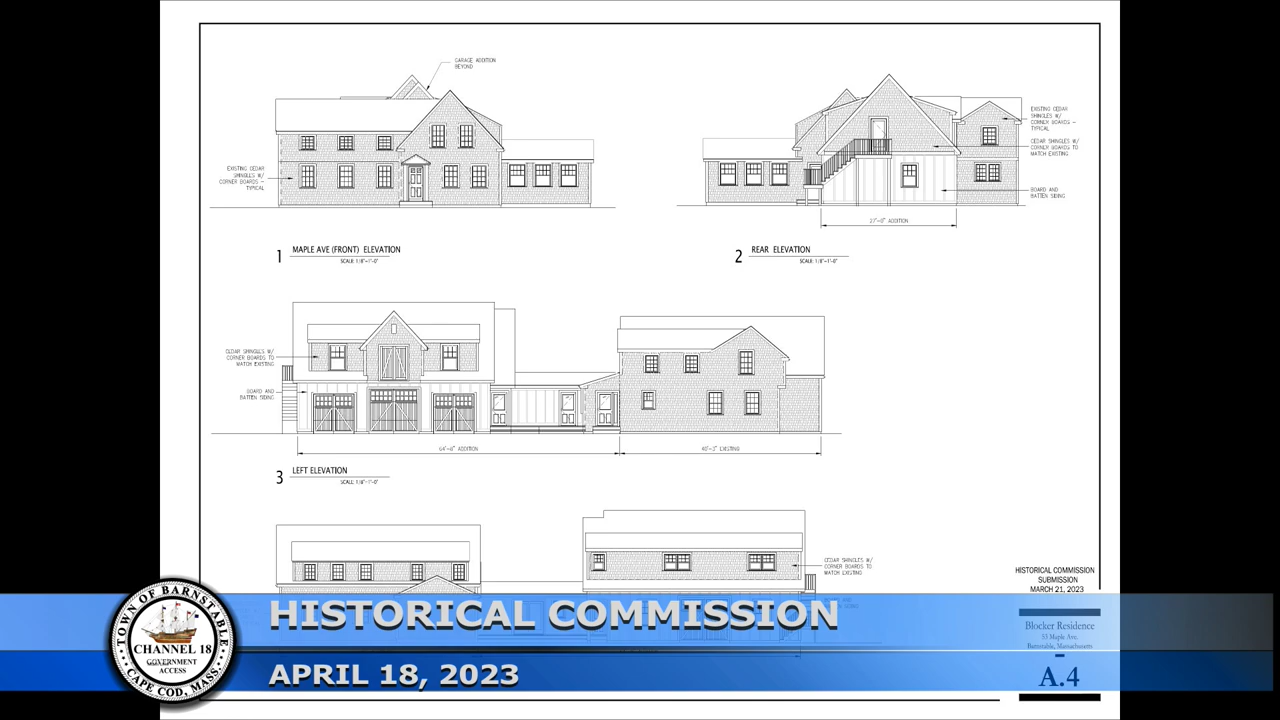 GARAGE ADDITION
BEYOND
EXISTING CEDAR
SHINGLES W/
CORNER BOARDS -
TYPICAL
1 MAPLE AVE (FRONT) ELEVATION
SCALE: 1/8"=1'-0"
EXISTING CEDAR
SHINGLES W/
CORNER BOARDS -
TYPICAL
CEDAR SHINGLES W/
CORNER BOARDS TO
MATCH EXISTING
BOARD AND
BATTEN SIDING
27'-0" ADDITION
2 REAR ELEVATION
SCALE: 1/8"=1'-0"
CEDAR SHINGLES W/
CORNER BOARDS TO
MATCH EXISTING
BOARD AND
BATTEN SIDING
64'-8" ADDITION
40'-3" EXISTING
3 LEFT ELEVATION
SCALE: 1/8"=1'-0"
CEDAR SHINGLES W/
CORNER BOARDS TO
MATCH EXISTING
HISTORICAL COMMISSION
SUBMISSION
MARCH 21, 2023
Blocker Residence
Maple Ave.
Barnstable, Massachusetts
A.4
TOWN OF BARNSTABLE
CHANNEL 18
GOVERNMENT
ACCESS
CAPE COD, MASS.
HISTORICAL COMMISSION
APRIL 18, 2023